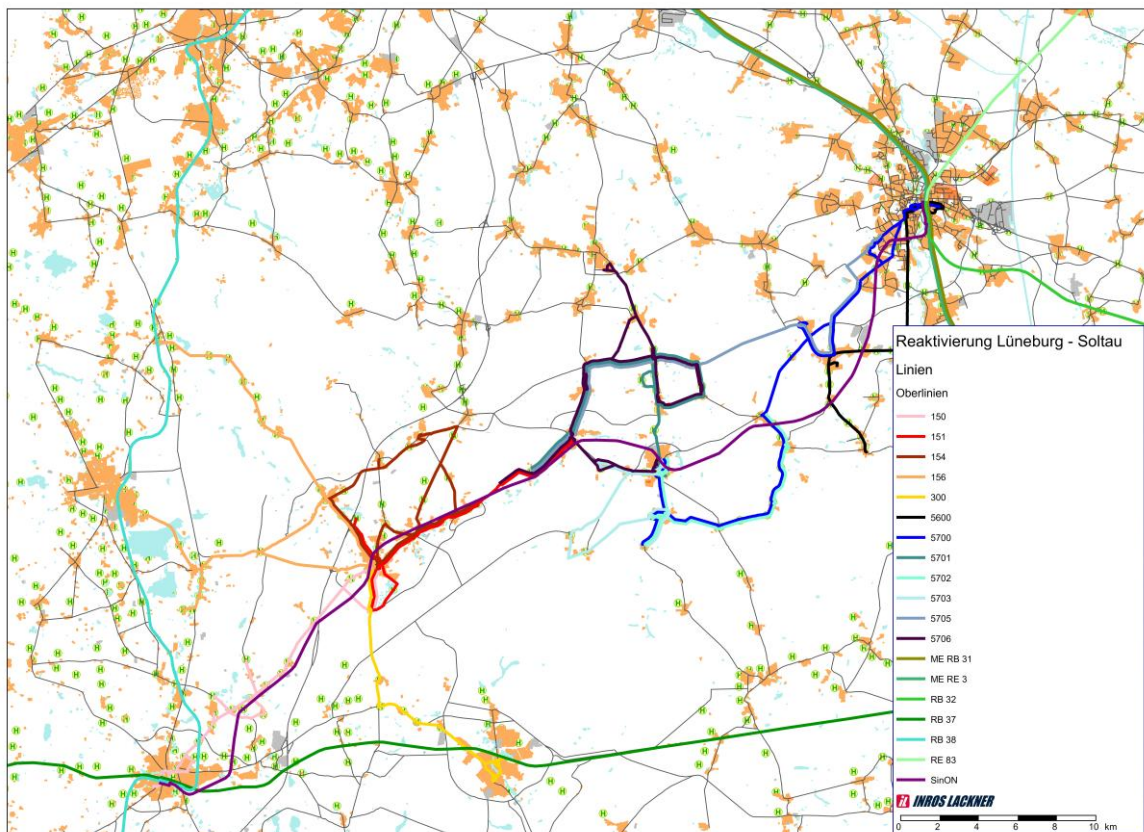 Reaktivierung Lüneburg - Soltau
Linien
Oberlinien
150
151
154
156
300
5600
5700
5701
5702
5703
5705
5706
ME RB 31
ME RE 3
RB 32
RB 37
RB 38
RE 83
SinON
iL INROS LACKNER
0 2 4 6 8 10 km